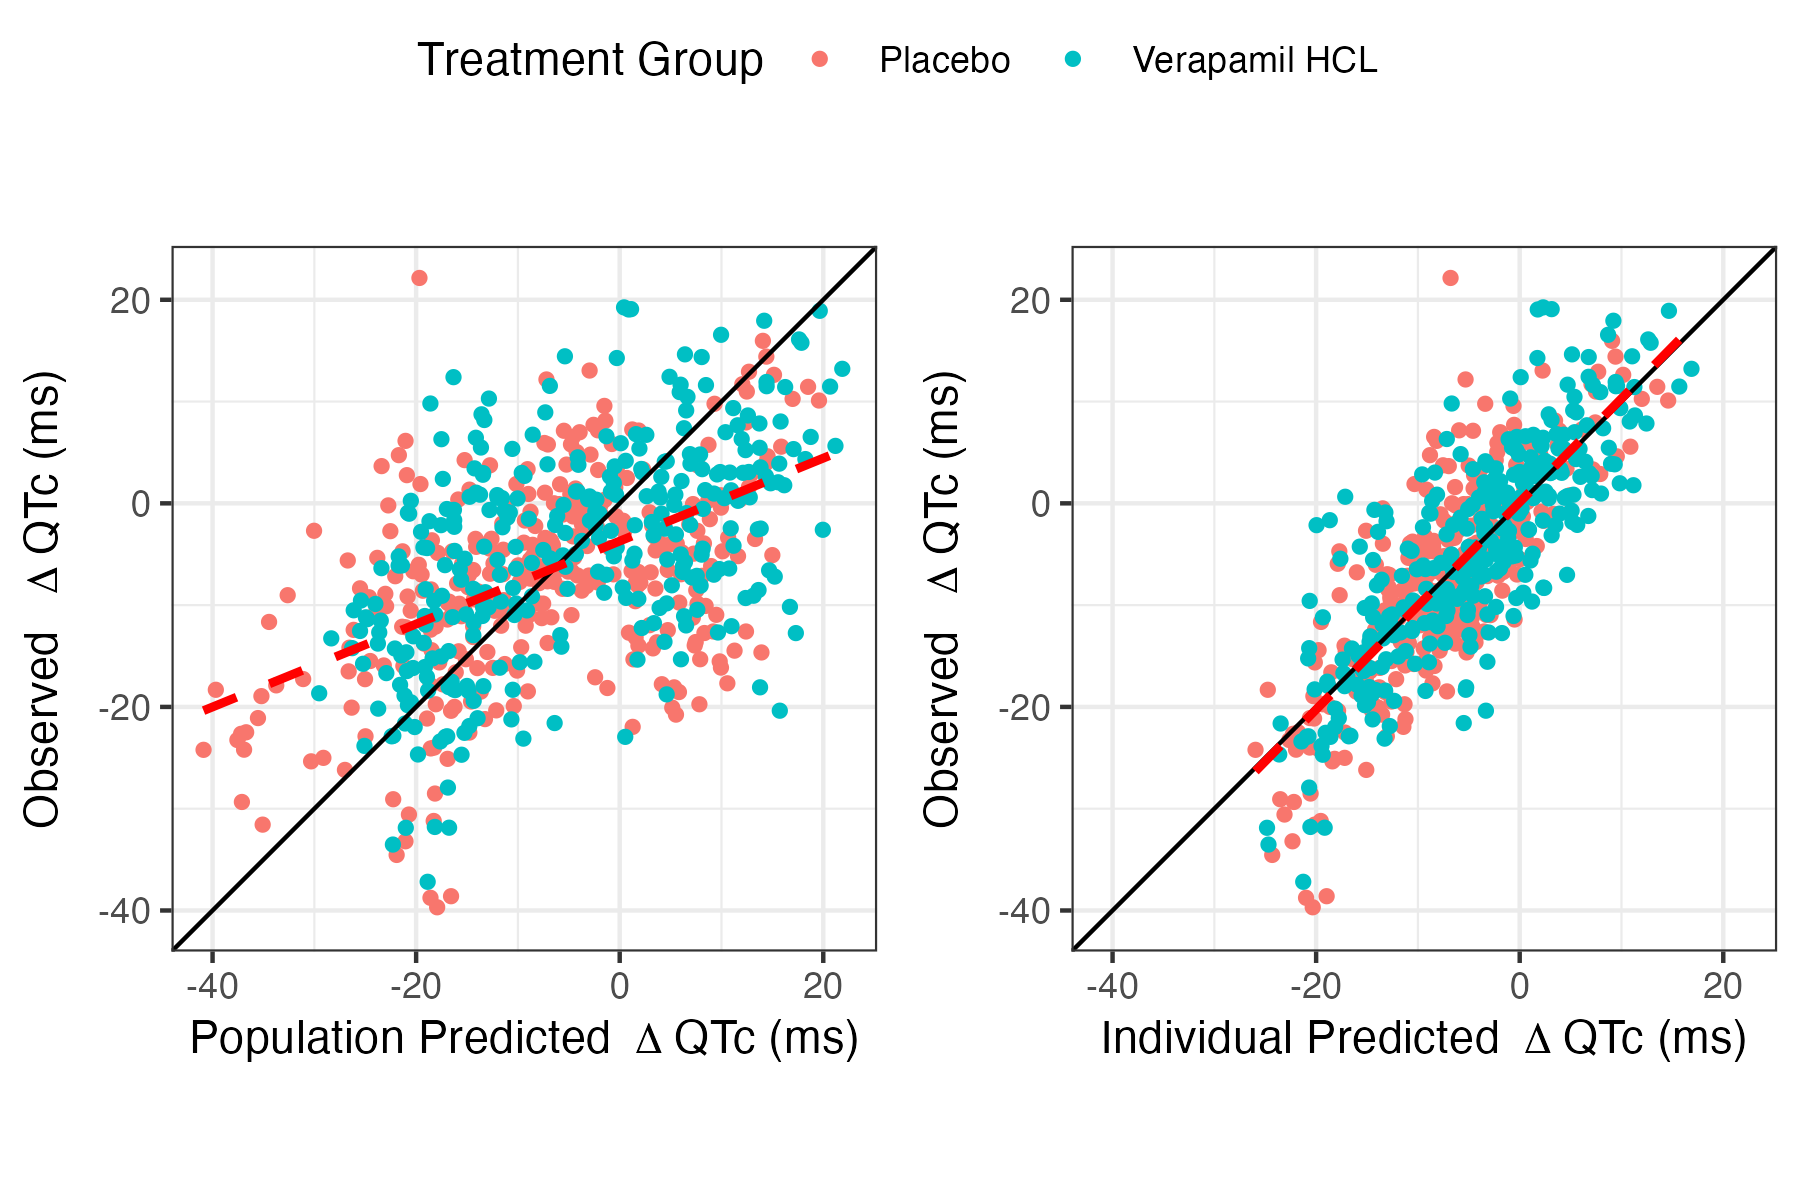 Treatment Group Placebo Verapamil HCL
Observed Δ QTc (ms)
20
0
-20
-40
-40 -20 0 20
Population Predicted Δ QTc (ms)
Observed Δ QTc (ms)
20
0
-20
-40
-40 -20 0 20
Individual Predicted Δ QTc (ms)